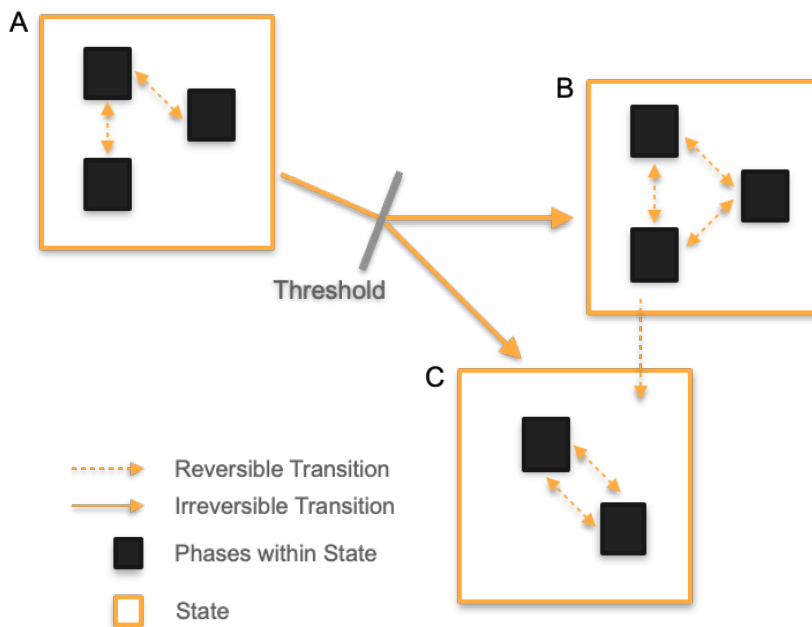 A
B
Threshold
C
Reversible Transition
Irreversible Transition
Phases within State
State